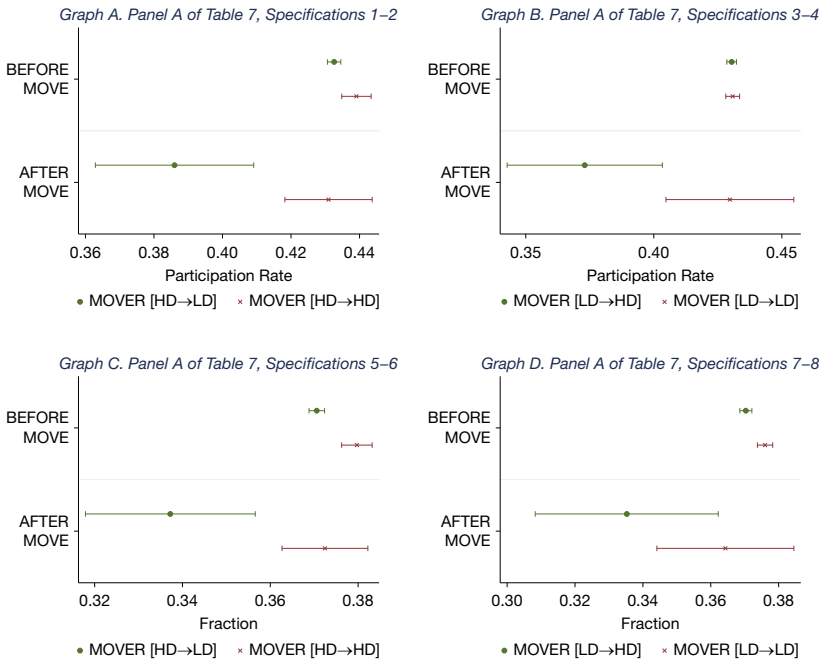 Graph A. Panel A of Table 7, Specifications 1–2
BEFORE
MOVE
AFTER
MOVE
0.36 0.38 0.40 0.42 0.44
Participation Rate
MOVER [HD→LD] MOVER [HD→HD]
Graph B. Panel A of Table 7, Specifications 3–4
BEFORE
MOVE
AFTER
MOVE
0.35 0.40 0.45
Participation Rate
MOVER [LD→HD] MOVER [LD→LD]
Graph C. Panel A of Table 7, Specifications 5–6
BEFORE
MOVE
AFTER
MOVE
0.32 0.34 0.36 0.38
Fraction
MOVER [HD→LD] MOVER [HD→HD]
Graph D. Panel A of Table 7, Specifications 7–8
BEFORE
MOVE
AFTER
MOVE
0.30 0.32 0.34 0.36 0.38
Fraction
MOVER [LD→HD] MOVER [LD→LD]